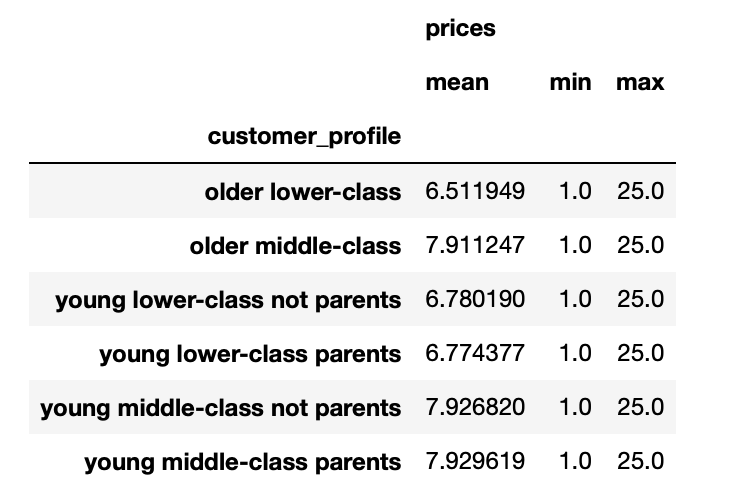 prices
mean min max
customer_profile
older lower-class 6.511949 1.0 25.0
older middle-class 7.911247 1.0 25.0
young lower-class not parents 6.780190 1.0 25.0
young lower-class parents 6.774377 1.0 25.0
young middle-class not parents 7.926820 1.0 25.0
young middle-class parents 7.929619 1.0 25.0